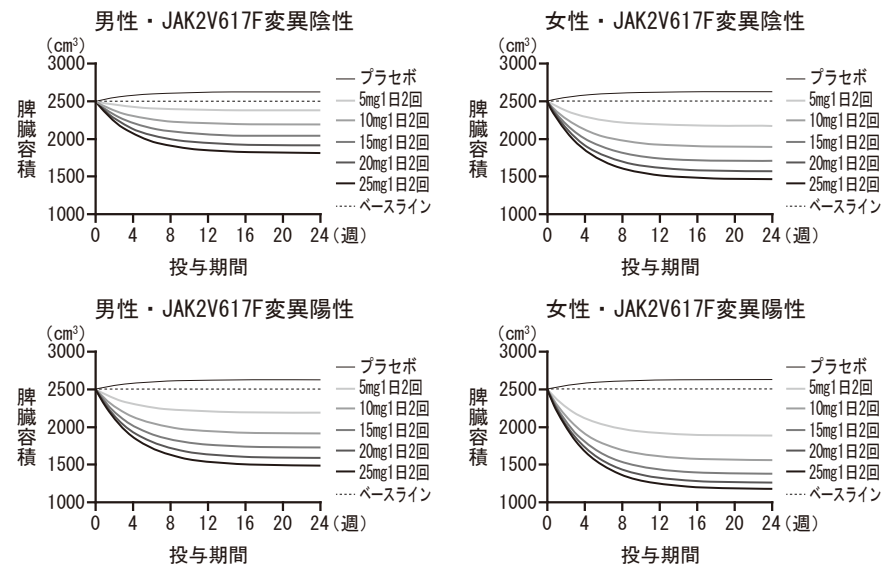 男性・JAK2V617F変異陰性
(cm³)
3000
2500
2000
1500
1000
脾臓容積
0 4 8 12 16 20 24(週)
投与期間
プラセボ
5mg1日2回
10mg1日2回
15mg1日2回
20mg1日2回
25mg1日2回
ベースライン
女性・JAK2V617F変異陰性
(cm³)
3000
2500
2000
1500
1000
脾臓容積
0 4 8 12 16 20 24(週)
投与期間
プラセボ
5mg1日2回
10mg1日2回
15mg1日2回
20mg1日2回
25mg1日2回
ベースライン
男性・JAK2V617F変異陽性
(cm³)
3000
2500
2000
1500
1000
脾臓容積
0 4 8 12 16 20 24(週)
投与期間
プラセボ
5mg1日2回
10mg1日2回
15mg1日2回
20mg1日2回
25mg1日2回
ベースライン
女性・JAK2V617F変異陽性
(cm³)
3000
2500
2000
1500
1000
脾臓容積
0 4 8 12 16 20 24(週)
投与期間
プラセボ
5mg1日2回
10mg1日2回
15mg1日2回
20mg1日2回
25mg1日2回
ベースライン